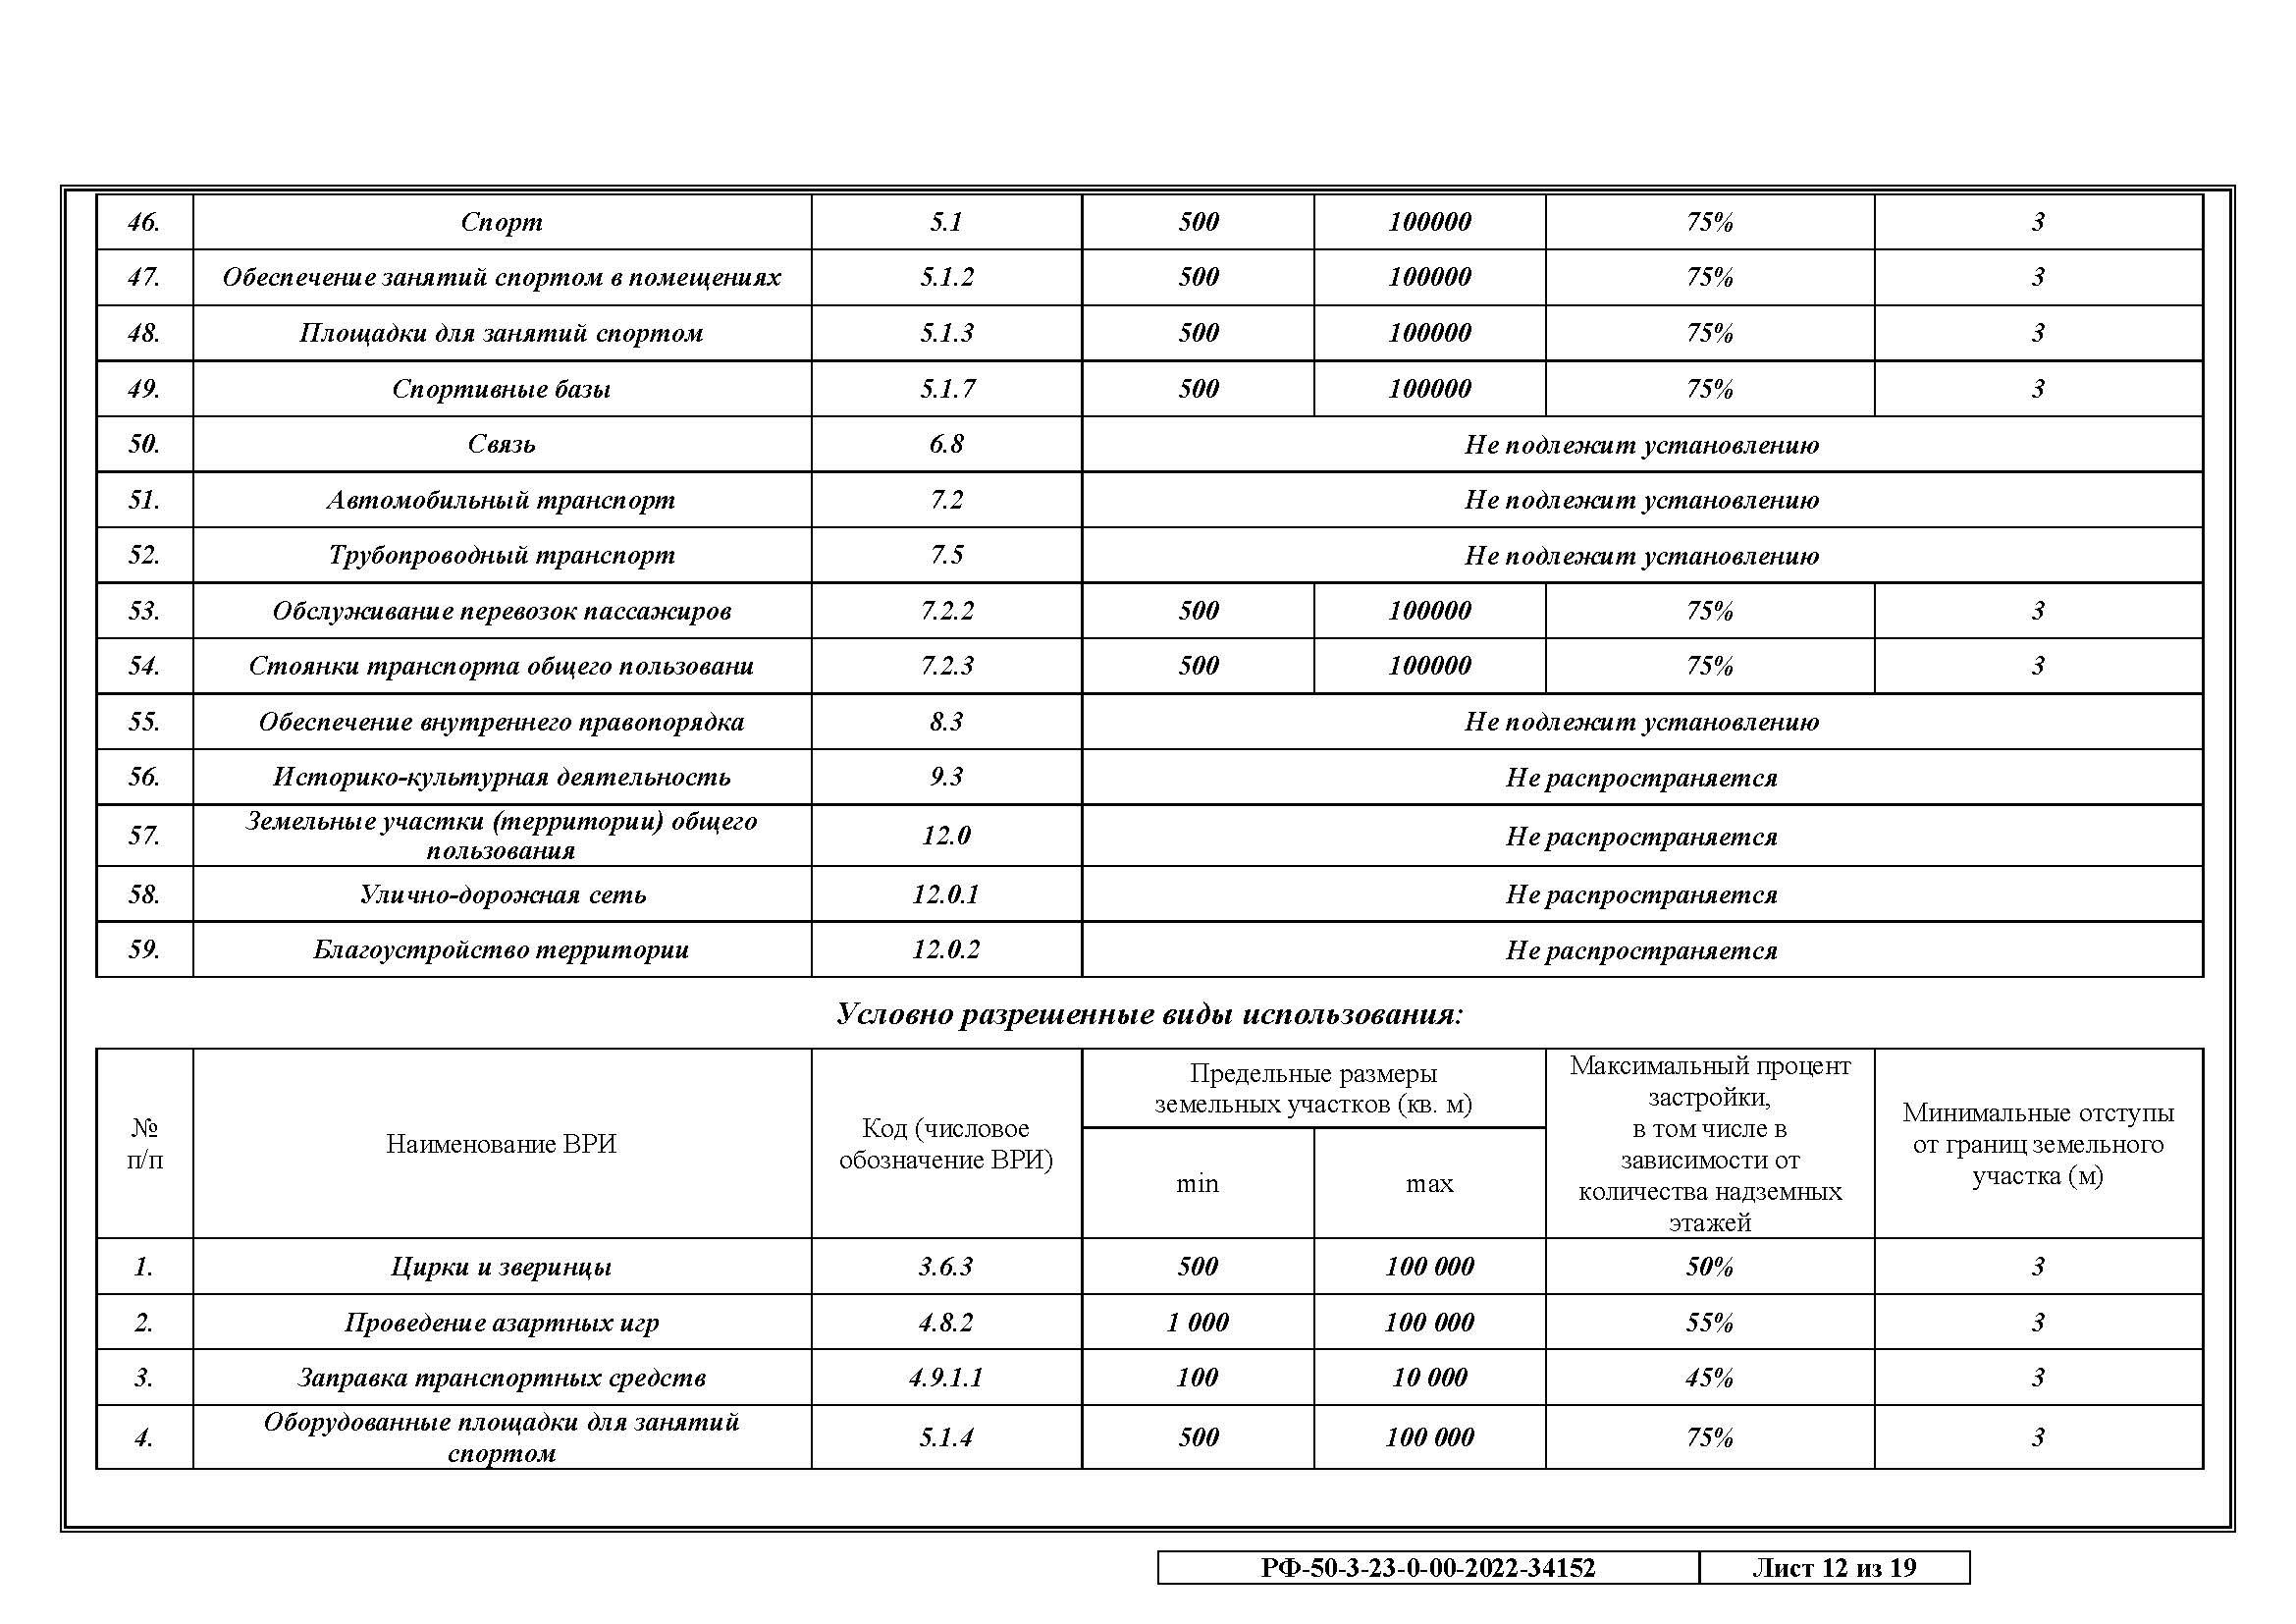 46. Спорт 5.1 500 100000 75% 3
47. Обеспечение занятий спортом в помещениях 5.1.2 500 100000 75% 3
48. Площадки для занятий спортом 5.1.3 500 100000 75% 3
49. Спортивные базы 5.1.7 500 100000 75% 3
50. Связь 6.8 Не подлежит установлению
51. Автомобильный транспорт 7.2 Не подлежит установлению
52. Трубопроводный транспорт 7.5 Не подлежит установлению
53. Обслуживание перевозок пассажиров 7.2.2 500 100000 75% 3
54. Стоянки транспорта общего пользовани 7.2.3 500 100000 75% 3
55. Обеспечение внутреннего правопорядка 8.3 Не подлежит установлению
56. Историко-культурная деятельность 9.3 Не распространяется
57. Земельные участки (территории) общего
пользования 12.0 Не распространяется
58. Улично-дорожная сеть 12.0.1 Не распространяется
59. Благоустройство территории 12.0.2 Не распространяется
Условно разрешенные виды использования:
№
п/п
Наименование ВРИ
Код (числовое
обозначение ВРИ)
Предельные размеры
земельных участков (кв. м)
min
max
Максимальный процент
застройки,
в том числе в
зависимости от
количества надземных
этажей
Минимальные отступы
от границ земельного
участка (м)
1. Цирки и зверинцы 3.6.3 500 100 000 50% 3
2. Проведение азартных игр 4.8.2 1 000 100 000 55% 3
3. Заправка транспортных средств 4.9.1.1 100 10 000 45% 3
4. Оборудованные площадки для занятий
спортом 5.1.4 500 100 000 75% 3
РФ-50-3-23-0-00-2022-34152 Лист 12 из 19